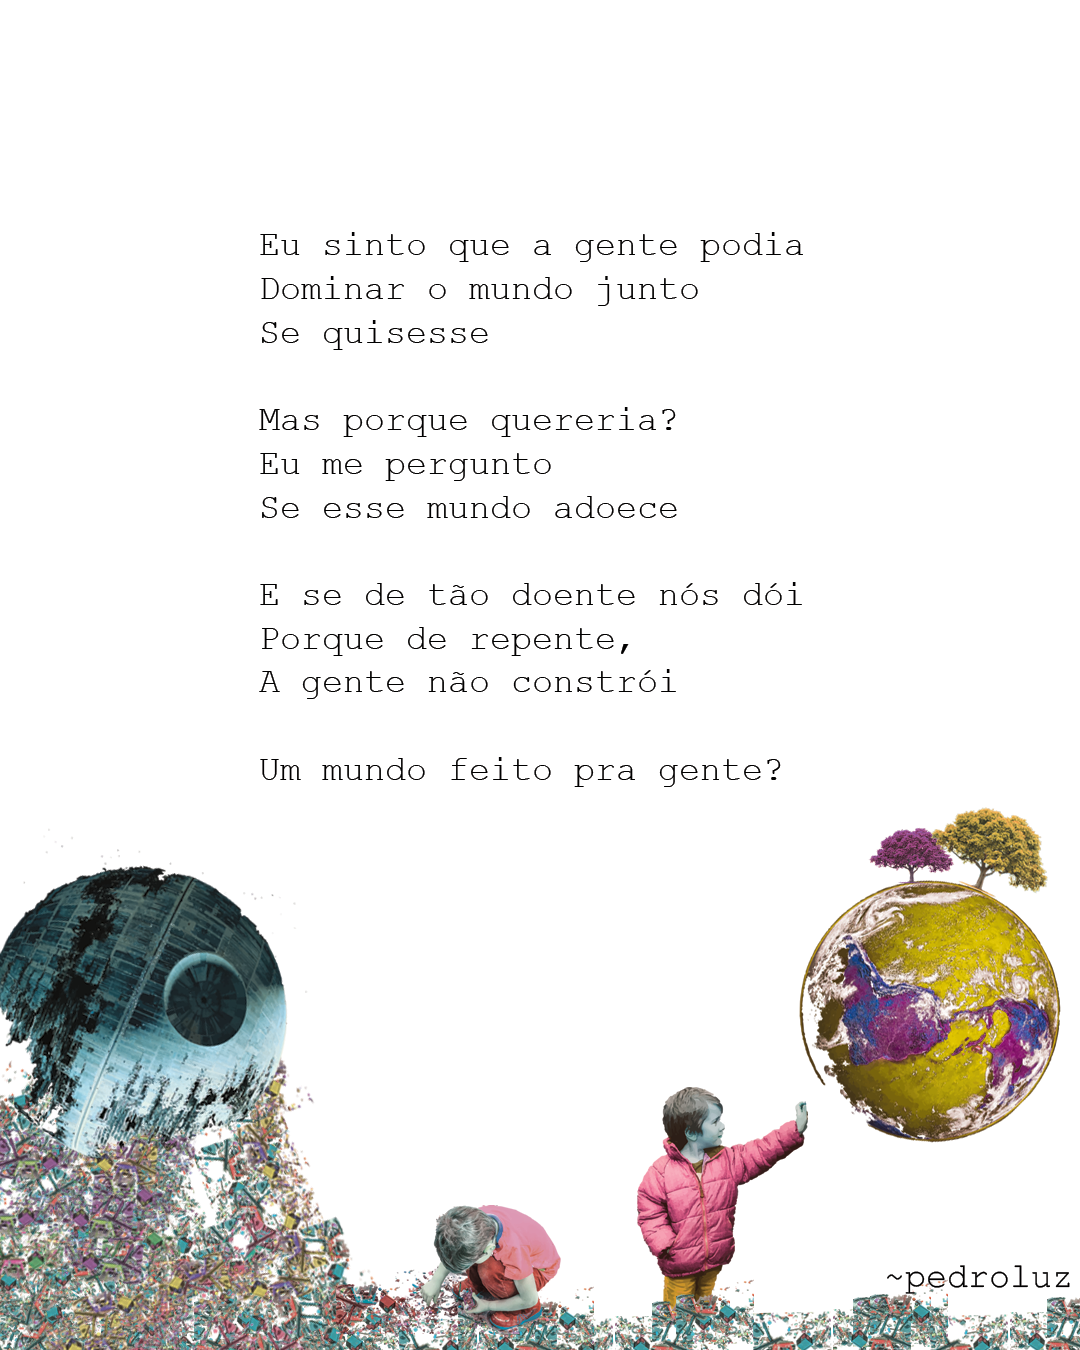 Eu sinto que a gente podia
Dominar o mundo junto
Se quisesse
Mas porque quereria?
Eu me pergunto
Se esse mundo adoece
E se de tão doente nós dói
Porque de repente,
A gente não constrói
Um mundo feito pra gente?
~pedroluz